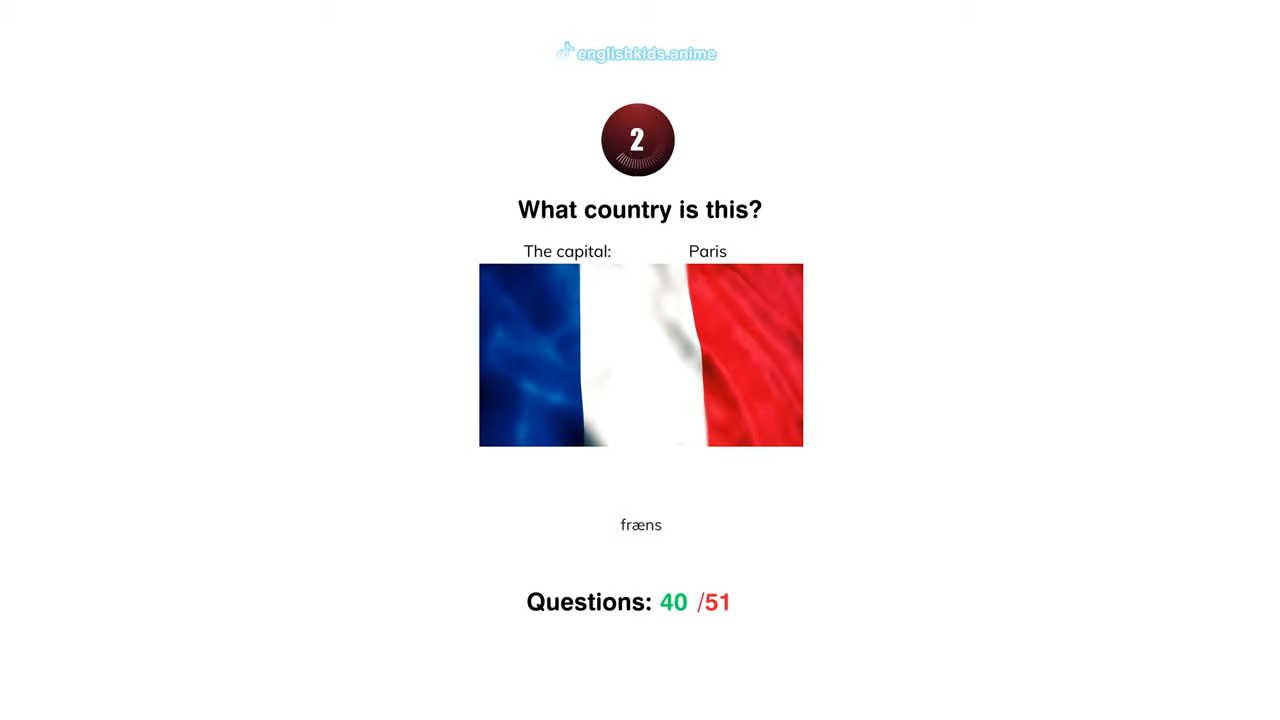 englishkids.anime
2
What country is this?
The capital: Paris
fræns
Questions: 40 /51